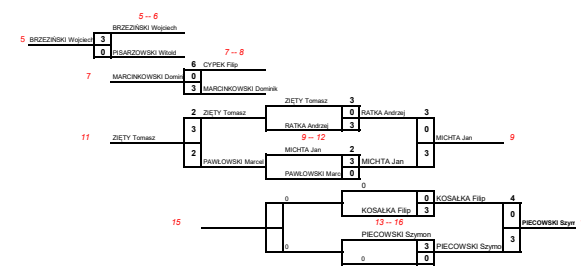 5 -- 6
BRZEZIŃSKI Wojciech
5 BRZEZIŃSKI Wojciech 3
0 PISARZOWSKI Witold
7 -- 8
6 CYPEK Filip
7 MARCINKOWSKI Domin 0
3 MARCINKOWSKI Dominik
ZIĘTY Tomasz 3
2 ZIĘTY Tomasz 0 RATKA Andrzej 3
3 RATKA Andrzej 3 0
11 ZIĘTY Tomasz 9 -- 12 MICHTA Jan 9
2 MICHTA Jan 2 3
PAWŁOWSKI Marcel 3 MICHTA Jan
PAWŁOWSKI Marc 0
0
0 0 KOSAŁKA Filip 4
KOSAŁKA Filip 3 0
15 13 -- 16 PIECOWSKI Szym
PIECOWSKI Szymon 3
0 3 PIECOWSKI Szymo
0 0